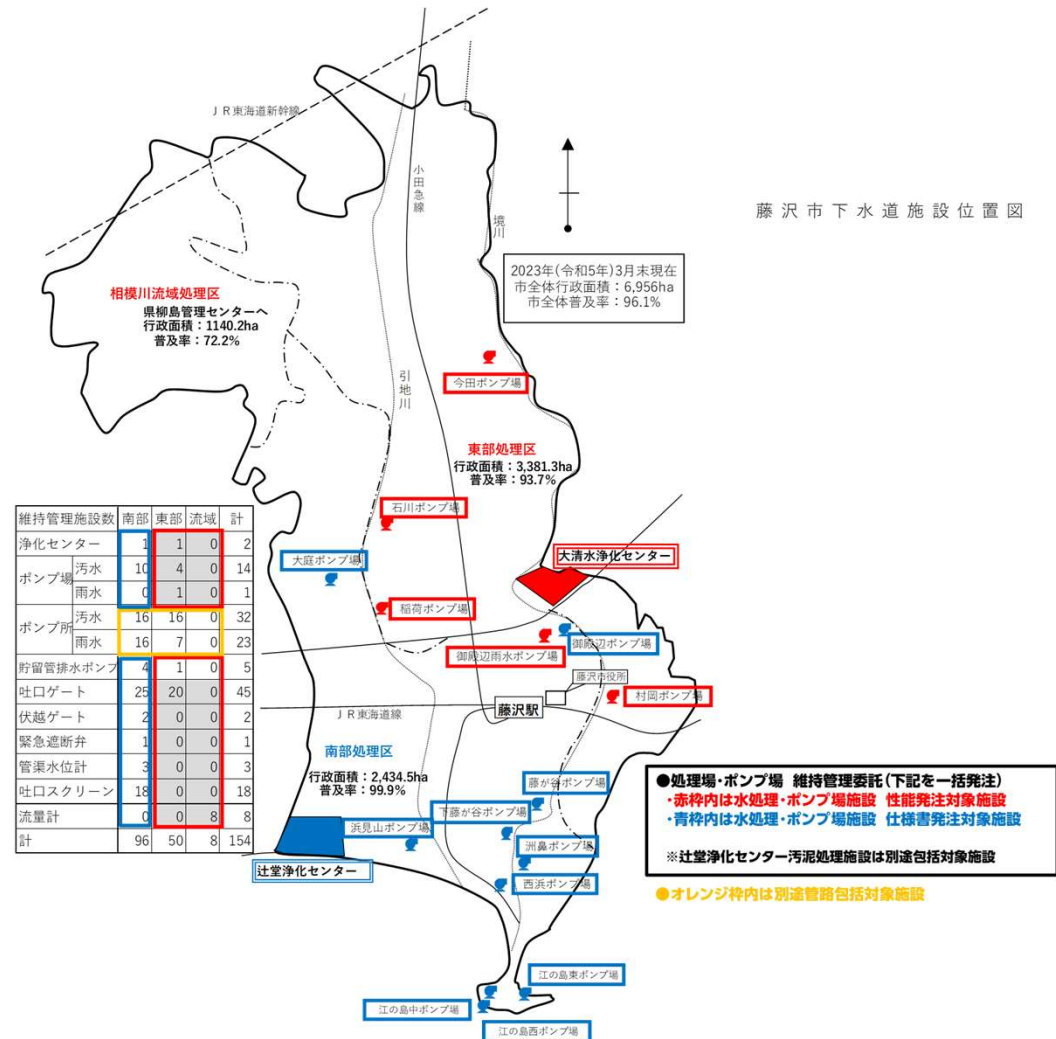 藤沢市下水道施設位置図
JR東海道新幹線
小田急線
境川
2023年(令和5年)3月末現在
市全体行政面積：6,956ha
市全体普及率：96.1%
相模川流域処理区
県柳島管理センターへ
行政面積：1140.2ha
普及率：72.2%
引地川
今田ポンプ場
東部処理区
行政面積：3,381.3ha
普及率：93.7%
石川ポンプ場
大庭ポンプ場
大清水浄化センター
稲荷ポンプ場
御殿辺ポンプ場
御殿辺雨水ポンプ場
藤沢市役所
村岡ポンプ場
藤沢駅
JR東海道線
南部処理区
行政面積：2,434.5ha
普及率：99.9%
藤が谷ポンプ場
下藤が谷ポンプ場
浜見山ポンプ場
洲鼻ポンプ場
辻堂浄化センター
西浜ポンプ場
江の島東ポンプ場
江の島中ポンプ場
江の島西ポンプ場
維持管理施設数 南部 東部 流域 計
浄化センター 1 1 0 2
ポンプ場 汚水 10 4 0 14
雨水 0 1 0 1
ポンプ所 汚水 16 16 0 32
雨水 16 7 0 23
貯留管排水ポンプ 4 1 0 5
吐口ゲート 25 20 0 45
伏越ゲート 2 0 0 2
緊急遮断弁 1 0 0 1
管渠水位計 3 0 0 3
吐口スクリーン 18 0 0 18
流量計 0 0 8 8
計 96 50 8 154
●処理場・ポンプ場 維持管理委託(下記を一括発注)
・赤枠内は水処理・ポンプ場施設 性能発注対象施設
・青枠内は水処理・ポンプ場施設 仕様書発注対象施設
※辻堂浄化センター汚泥処理施設は別途包括対象施設
●オレンジ枠内は別途管路包括対象施設